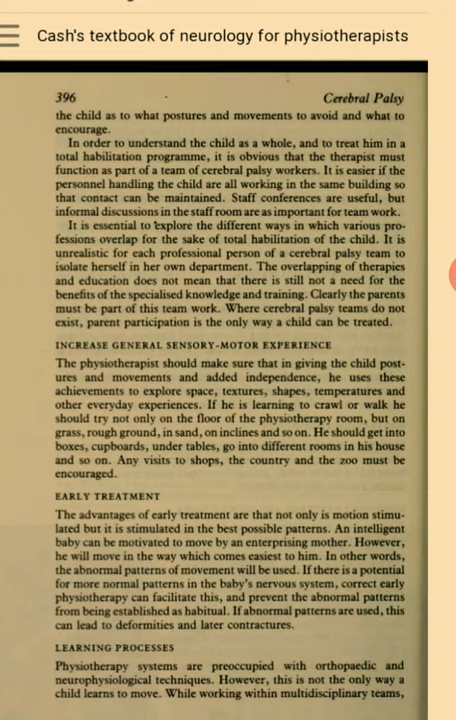 Cash's textbook of neurology for physiotherapists
396 Cerebral Palsy
the child as to what postures and movements to avoid and what to
encourage.
In order to understand the child as a whole, and to treat him in a
total habilitation programme, it is obvious that the therapist must
function as part of a team of cerebral palsy workers. It is easier if the
personnel handling the child are all working in the same building so
that contact can be maintained. Staff conferences are useful, but
informal discussions in the staff room are as important for team work.
It is essential to explore the different ways in which various pro-
fessions overlap for the sake of total habilitation of the child. It is
unrealistic for each professional person of a cerebral palsy team to
isolate herself in her own department. The overlapping of therapies
and education does not mean that there is still not a need for the
benefits of the specialised knowledge and training. Clearly the parents
must be part of this team work. Where cerebral palsy teams do not
exist, parent participation is the only way a child can be treated.
INCREASE GENERAL SENSORY-MOTOR EXPERIENCE
The physiotherapist should make sure that in giving the child post-
ures and movements and added independence, he uses these
achievements to explore space, textures, shapes, temperatures and
other everyday experiences. If he is learning to crawl or walk he
should try not only on the floor of the physiotherapy room, but on
grass, rough ground, in sand, on inclines and so on. He should get into
boxes, cupboards, under tables, go into different rooms in his house
and so on. Any visits to shops, the country and the zoo must be
encouraged.
EARLY TREATMENT
The advantages of early treatment are that not only is motion stimu-
lated but it is stimulated in the best possible patterns. An intelligent
baby can be motivated to move by an enterprising mother. However,
he will move in the way which comes easiest to him. In other words,
the abnormal patterns of movement will be used. If there is a potential
for more normal patterns in the baby's nervous system, correct early
physiotherapy can facilitate this, and prevent the abnormal patterns
from being established as habitual. If abnormal patterns are used, this
can lead to deformities and later contractures.
LEARNING PROCESSES
Physiotherapy systems are preoccupied with orthopaedic and
neurophysiological techniques. However, this is not the only way a
child learns to move. While working within multidisciplinary teams,